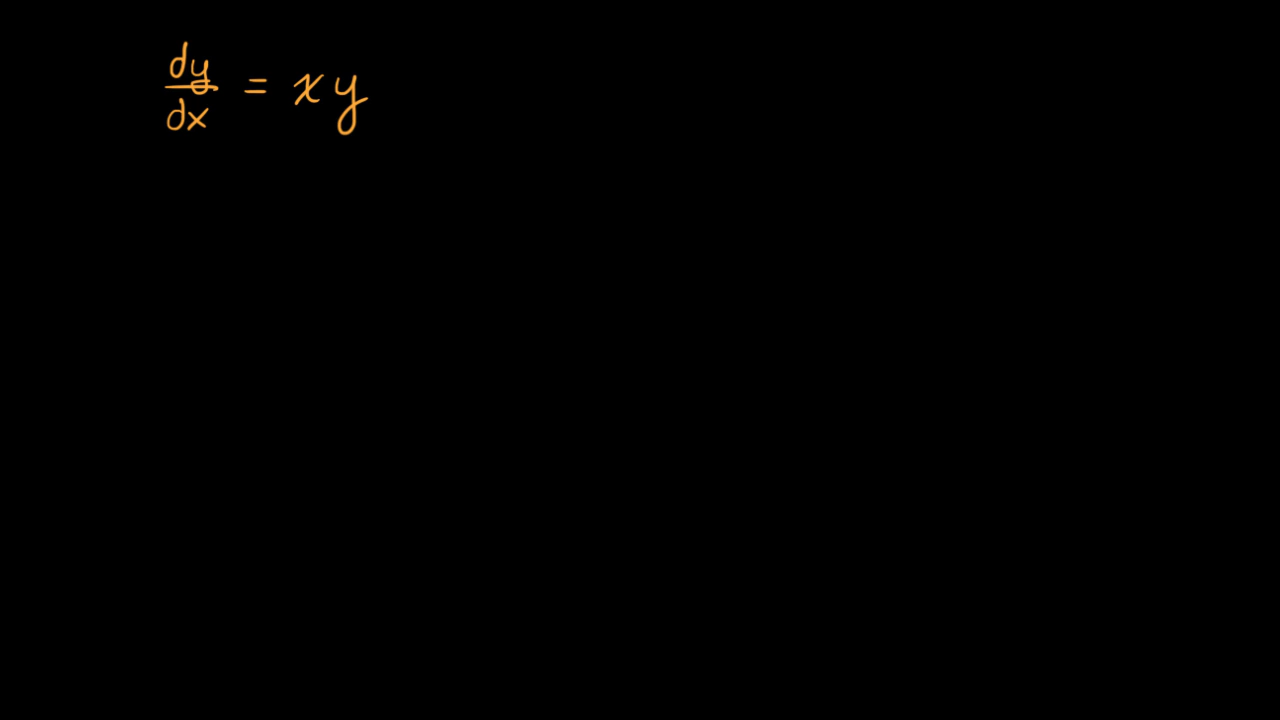 dy/dx = xy